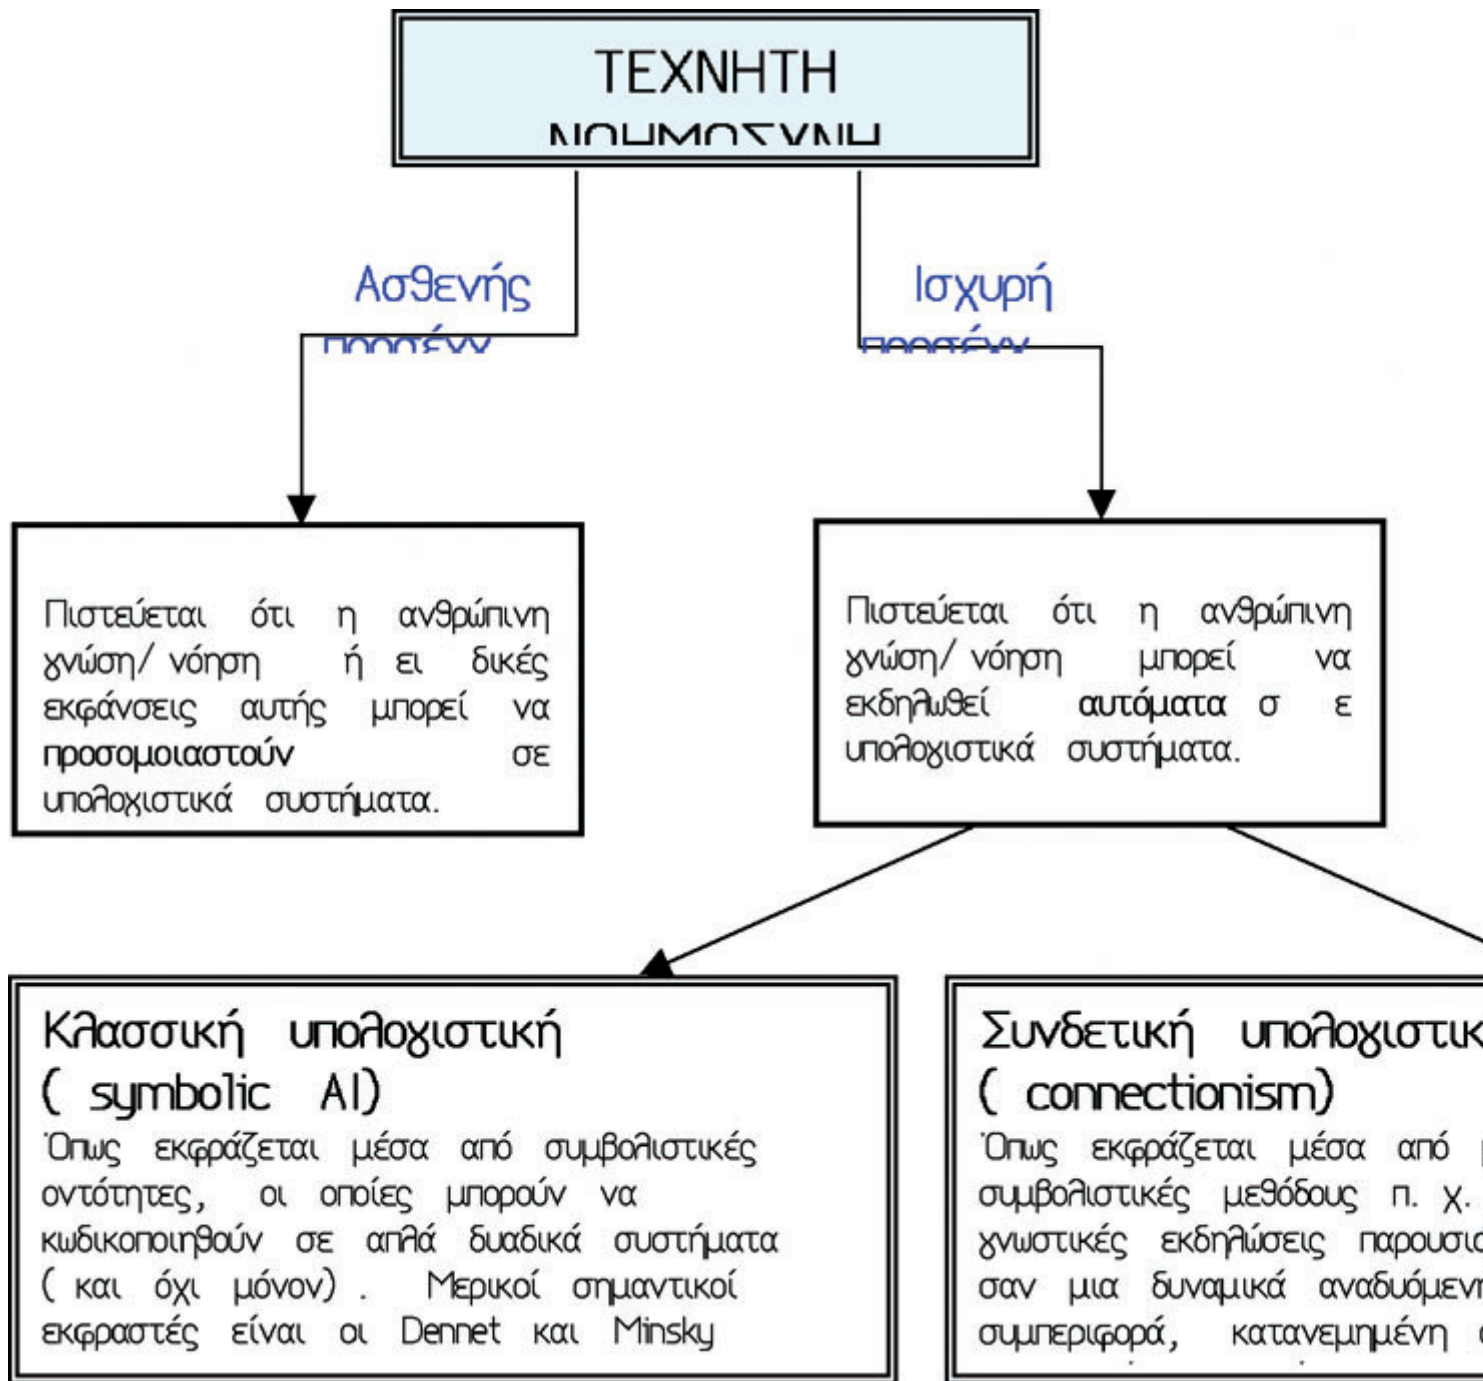 ΤΕΧΝΗΤΗ
ΝΟΗΜΟΣΥΝΗ
Ασθενής
Ισχυρή
Πιστεύεται ότι η ανθρώπινη
γνώση/ νόηση ή ει δικές
εκφάνσεις αυτής μπορεί να
προσομοιαστούν σε
υπολογιστικά συστήματα.
Πιστεύεται ότι η ανθρώπινη
γνώση/ νόηση μπορεί να
εκδηλωθεί αυτόματα σ ε
υπολογιστικά συστήματα.
Κλασσική υπολογιστική
( symbolic AI)
Όπως εκφράζεται μέσα από συμβολιστικές
οντότητες, οι οποίες μπορούν να
κωδικοποιηθούν σε απλά δυαδικά συστήματα
( και όχι μόνον) . Μερικοί σημαντικοί
εκφραστές είναι οι Dennet και Minsky
Συνδετική
( connectionism)
Όπως εκφράζεται μέσα από
συμβολιστικές μεθόδους π. χ.
γνωστικές εκδηλώσεις
σαν μια δυναμικά
συμπεριφορά, κατανεμημένη